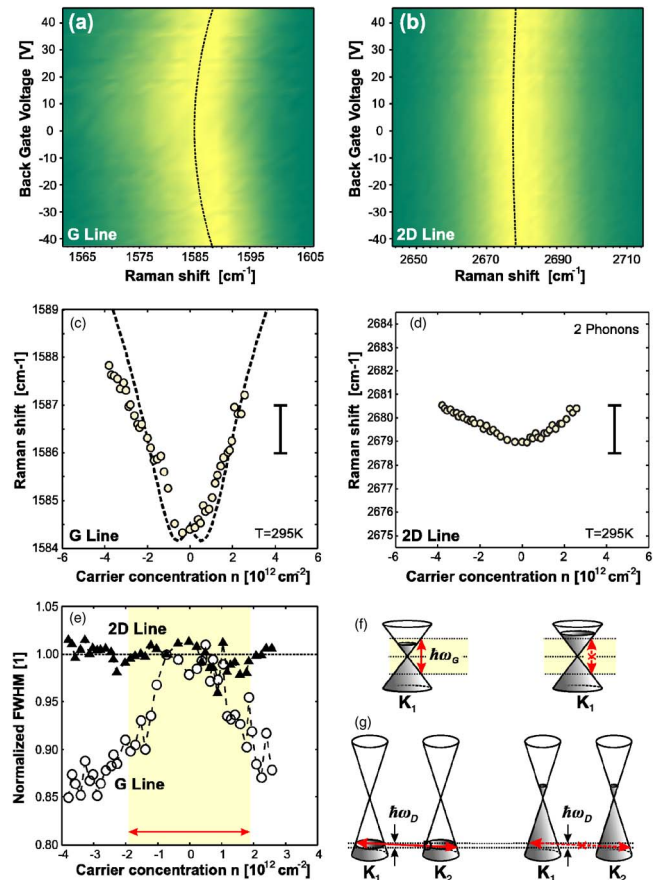 (a)
Back Gate Voltage [V]
40
30
20
10
0
-10
-20
-30
-40
G Line
1565 1575 1585 1595 1605
Raman shift [cm-1]
(b)
Back Gate Voltage [V]
40
30
20
10
0
-10
-20
-30
-40
2D Line
2650 2670 2690 2710
Raman shift [cm-1]
(c)
Raman shift [cm-1]
1589
1588
1587
1586
1585
1584
G Line
T=295K
-6 -4 -2 0 2 4 6
Carrier concentration n [10^12 cm^-2]
(d)
2 Phonons
Raman shift [cm-1]
2684
2683
2682
2681
2680
2679
2678
2677
2676
2675
2D Line
T=295K
-6 -4 -2 0 2 4 6
Carrier concentration n [10^12 cm^-2]
(e)
2D Line
Normalized FWHM [1]
1.05
1.00
0.95
0.90
0.85
0.80
G Line
-4 -3 -2 -1 0 1 2 3 4
Carrier concentration n [10^12 cm^-2]
(f)
ħωG
K1
K1
(g)
ħωD
ħωD
K1 K2 K1 K2